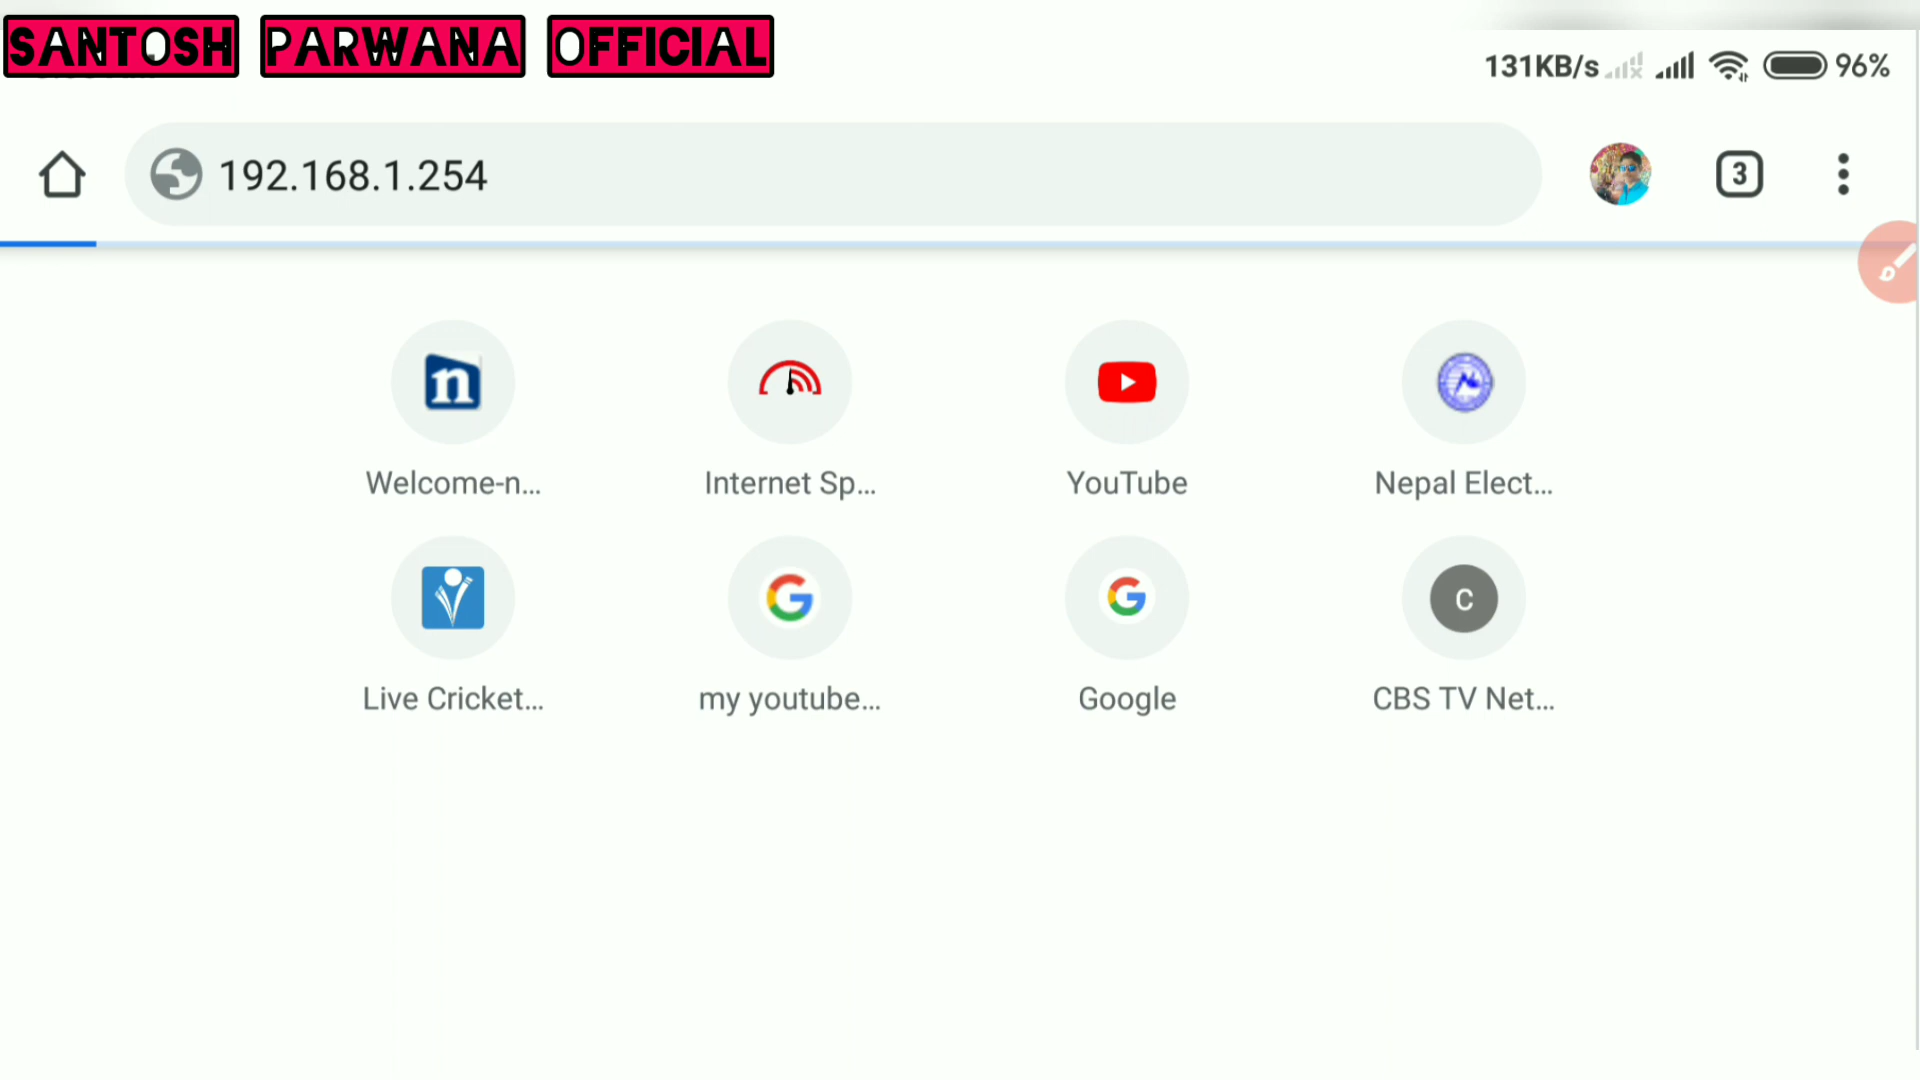 SANTOSH PARWANA OFFICIAL
131KB/s 96%
192.168.1.254
3
n
Welcome-n...
Internet Sp...
YouTube
Nepal Elect...
C
Live Cricket...
my youtube...
Google
CBS TV Net...